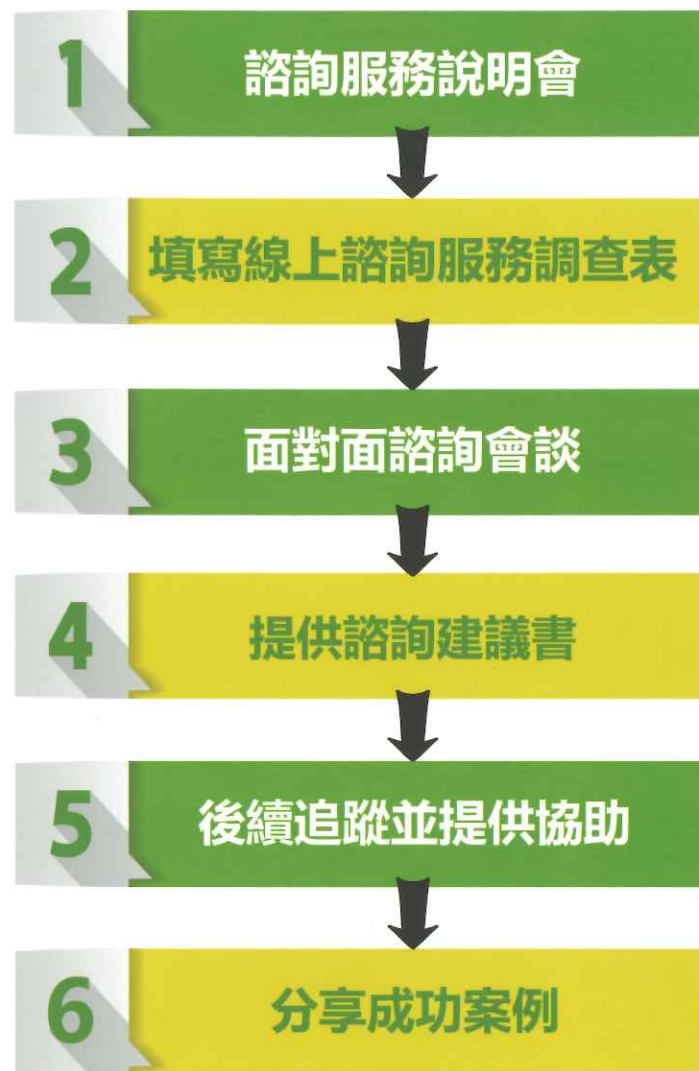 1 諮詢服務說明會
2 填寫線上諮詢服務調查表
3 面對面諮詢會談
4 提供諮詢建議書
5 後續追蹤並提供協助
6 分享成功案例